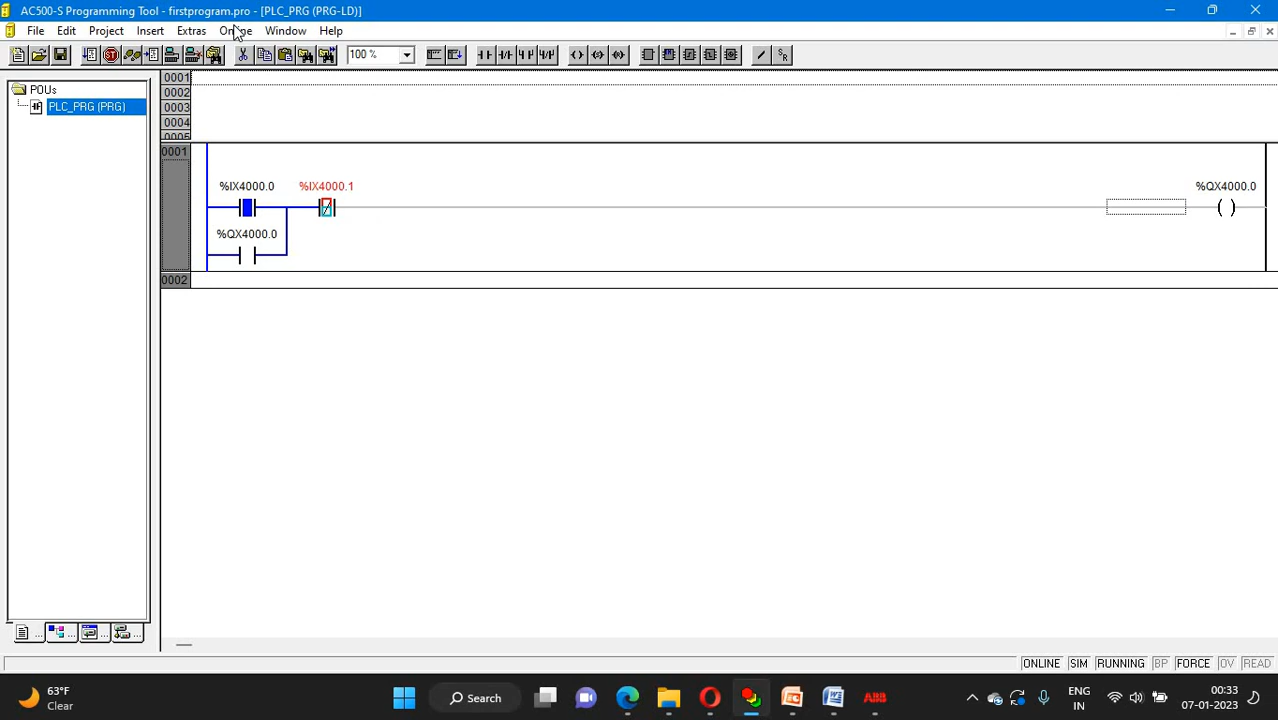 AC500-S Programming Tool - firstprogram.pro - [PLC_PRG (PRG-LD)]
File Edit Project Insert Extras Online Window Help
100 %
POUs
PLC_PRG (PRG)
0001
0002
0003
0004
0005
0001
%IX4000.0 %IX4000.1 %QX4000.0
%QX4000.0
0002
ONLINE SIM RUNNING BP FORCE OV READ
63°F
Clear
Search
ENG
IN
00:33
07-01-2023
ABB